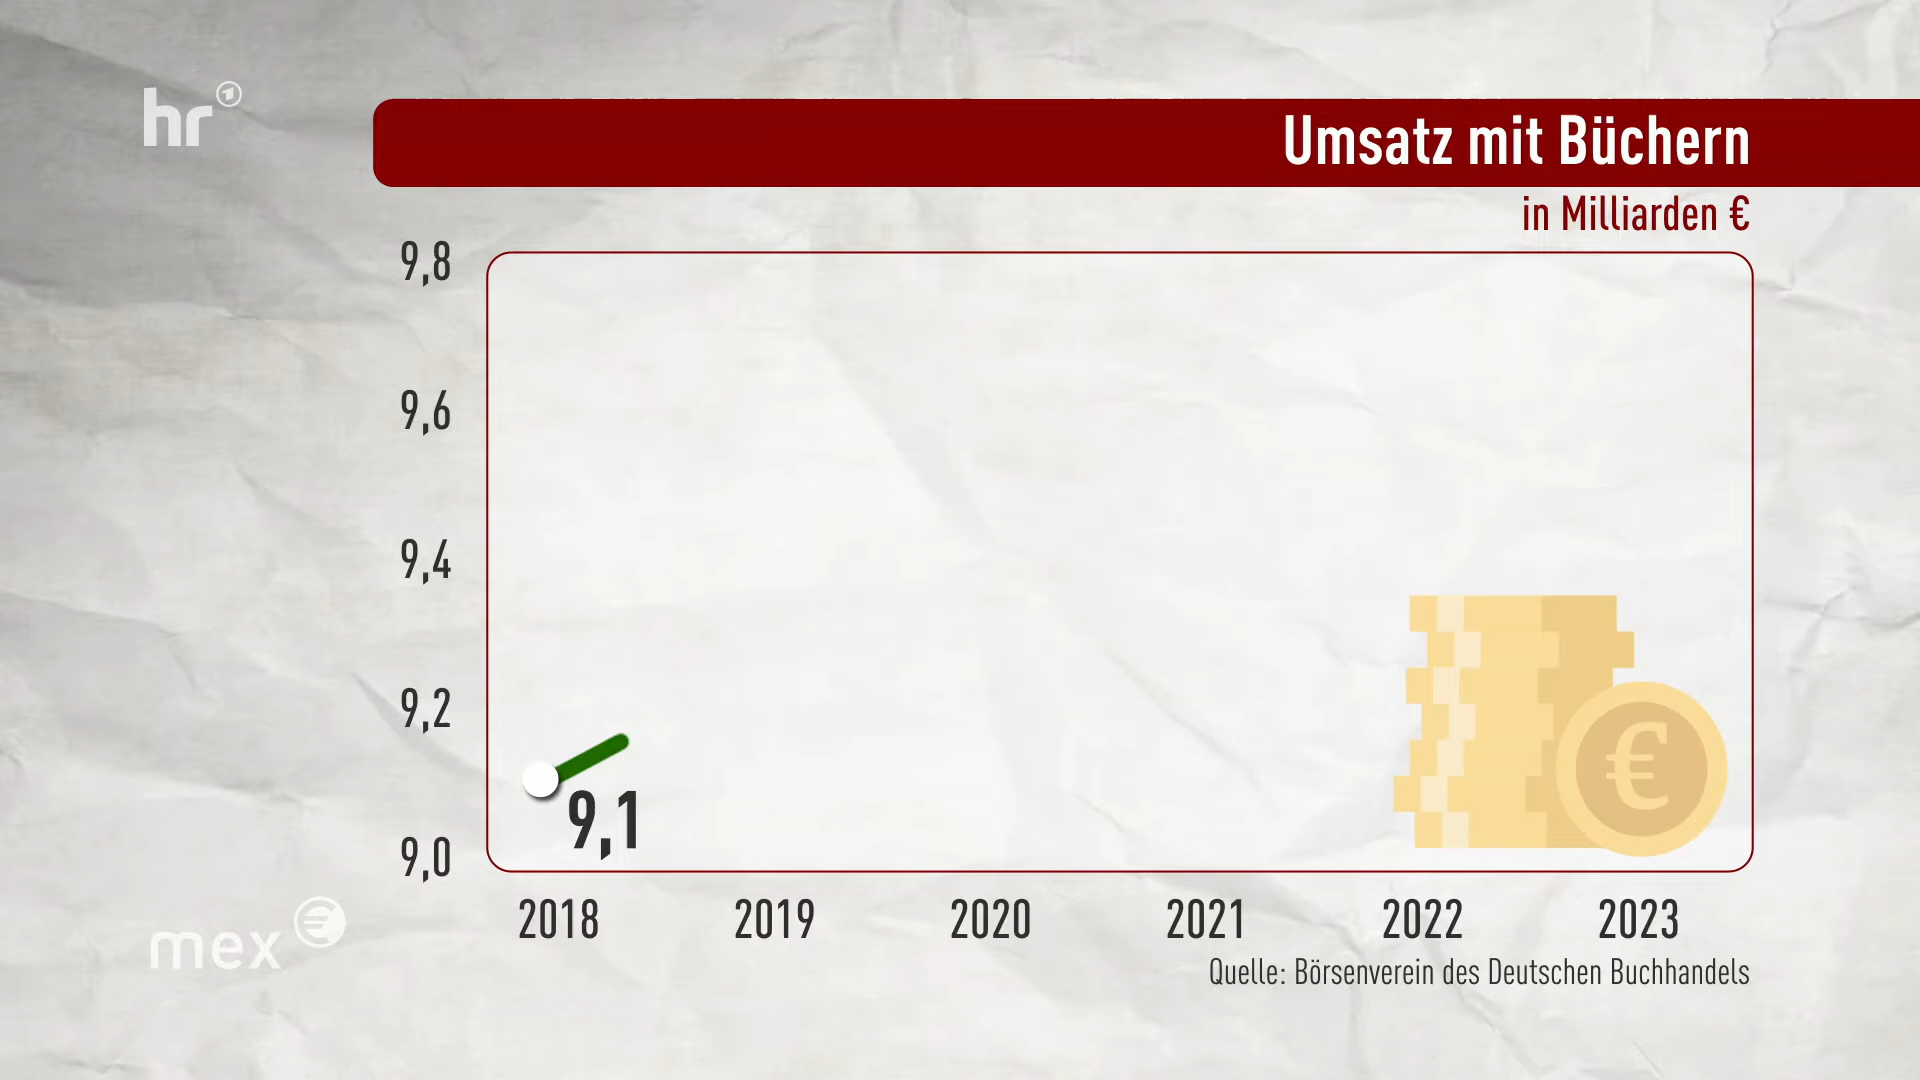 hr
Umsatz mit Büchern
in Milliarden €
9,8
9,6
9,4
9,2
9,0
9,1
€
2018 2019 2020 2021 2022 2023
mex €
Quelle: Börsenverein des Deutschen Buchhandels